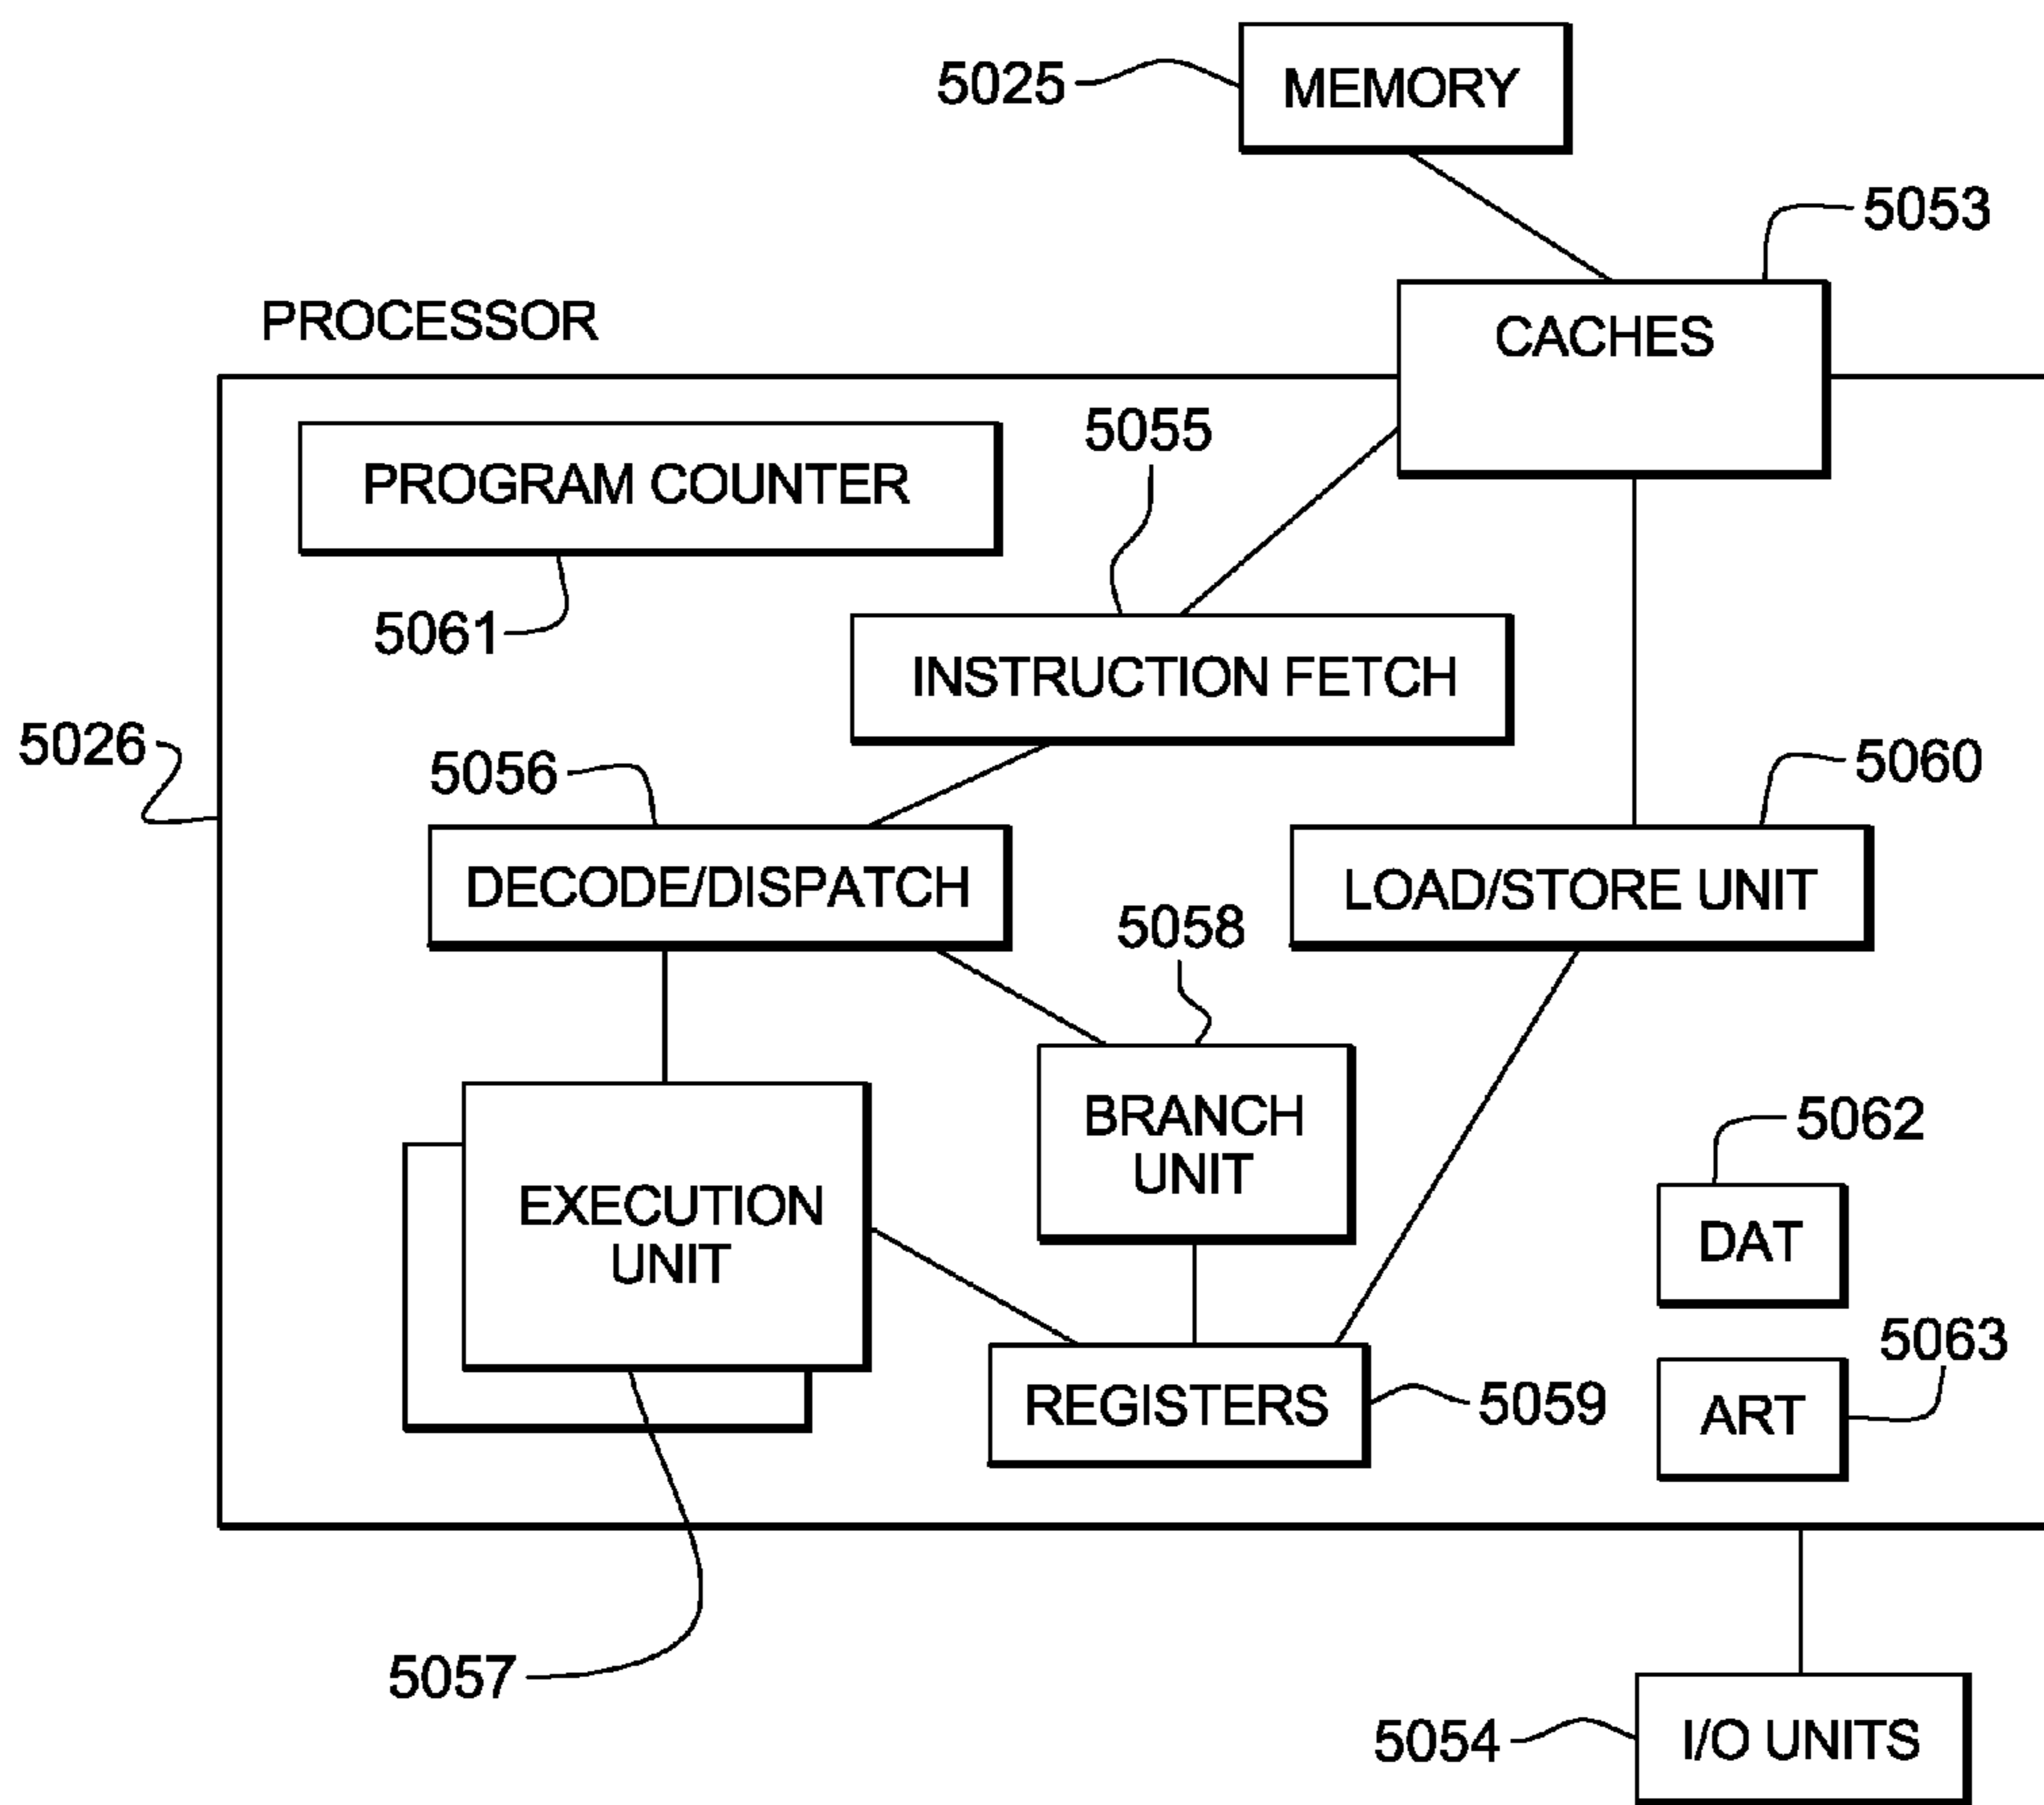 MEMORY
5025
5053
CACHES
PROCESSOR
5055
PROGRAM COUNTER
5061
INSTRUCTION FETCH
5026
5056
5060
DECODE/DISPATCH
LOAD/STORE UNIT
5058
BRANCH
UNIT
5062
EXECUTION
UNIT
DAT
5063
REGISTERS
5059
ART
5057
5054
I/O UNITS